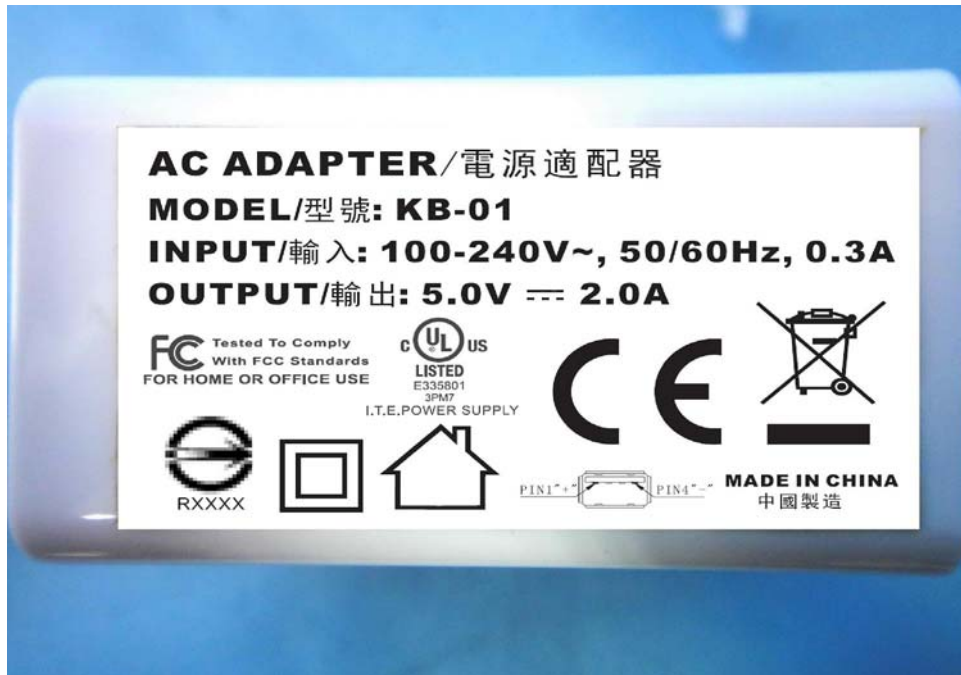 AC ADAPTER/電源適配器
MODEL/型號: KB-01
INPUT/輸入: 100-240V~, 50/60Hz, 0.3A
OUTPUT/輸出: 5.0V ⎓ 2.0A
FC Tested To Comply
With FCC Standards
FOR HOME OR OFFICE USE
C UL US
LISTED
E335801
3PM7
I.T.E.POWER SUPPLY
CE
RXXXX
PIN1"+" PIN4"-"
MADE IN CHINA
中國製造